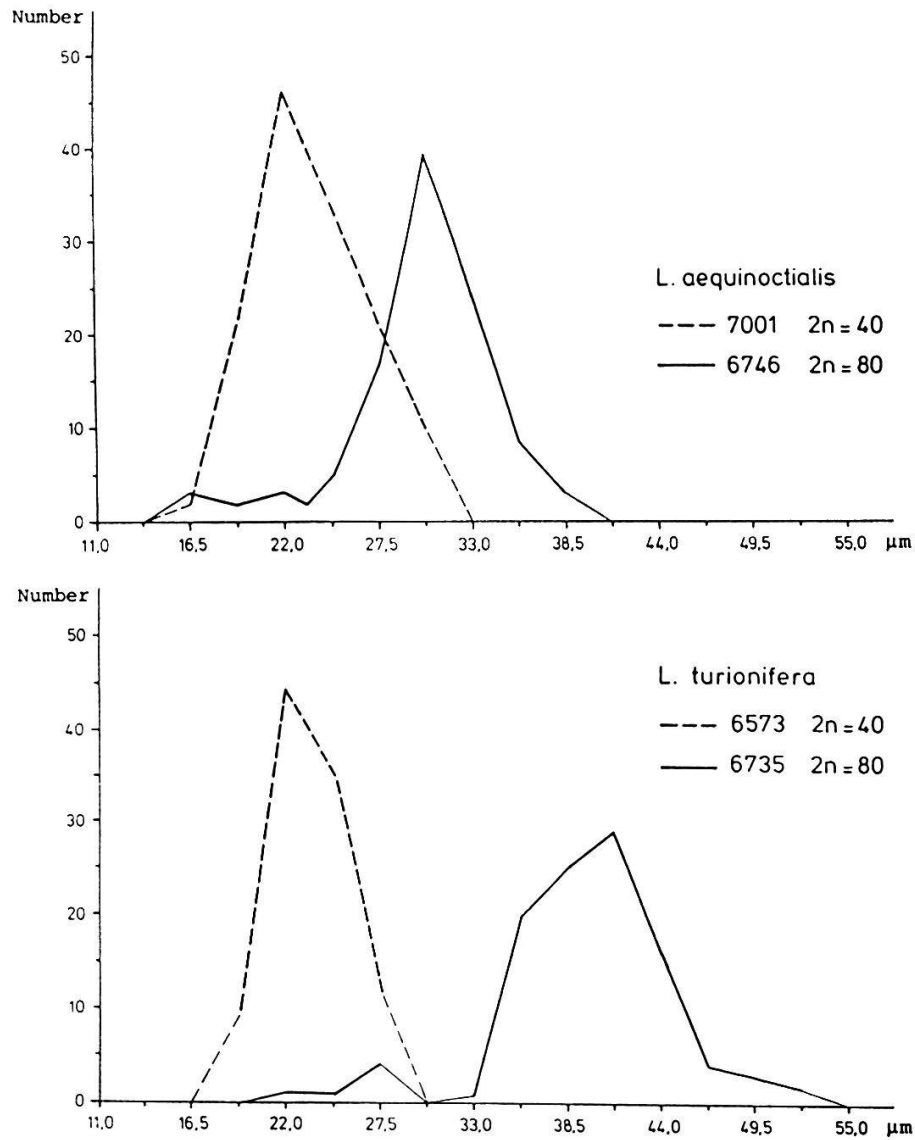 Number
50
40
30
20
10
0
11,0 16,5 22,0 27,5 33,0 38,5 44,0 49,5 55,0 µm
L. aequinoctialis
7001 2n = 40
6746 2n = 80
Number
50
40
30
20
10
0
11,0 16,5 22,0 27,5 33,0 38,5 44,0 49,5 55,0 µm
L. turionifera
6573 2n = 40
6735 2n = 80